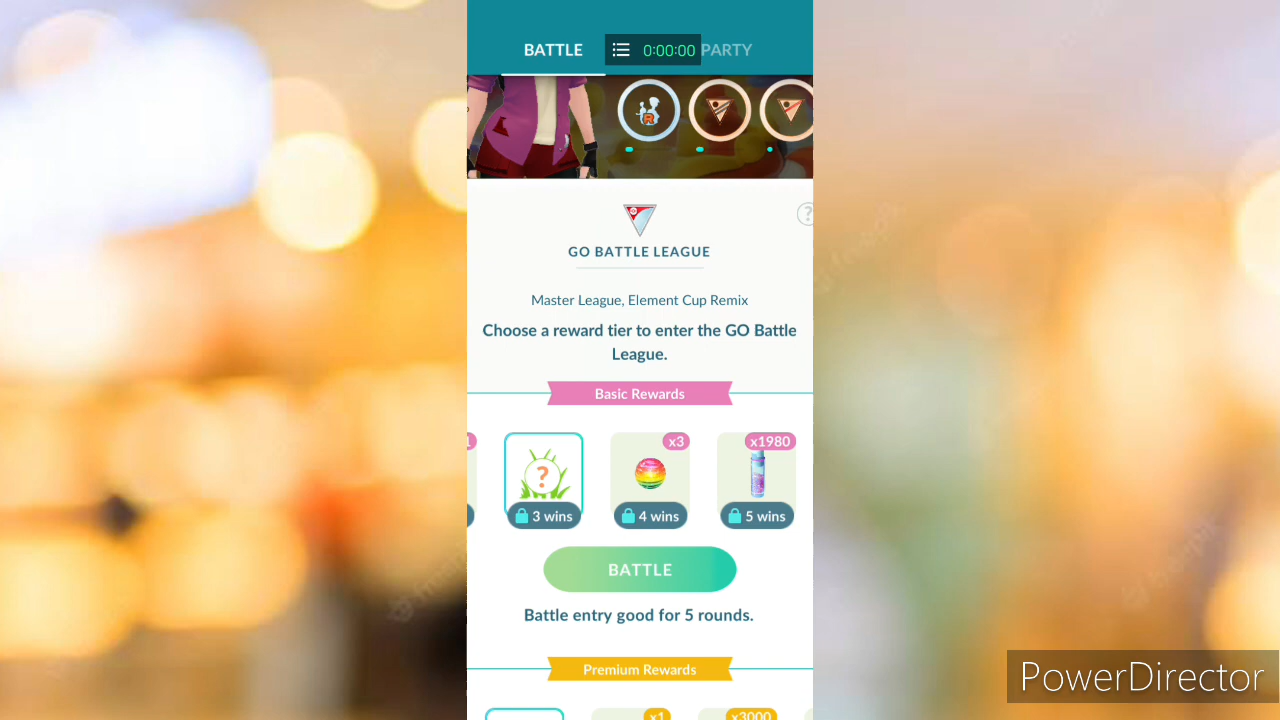 BATTLE
0:00:00
PARTY
R
GO BATTLE LEAGUE
?
Master League, Element Cup Remix
Choose a reward tier to enter the GO Battle
League.
Basic Rewards
1
x3
x1980
?
3 wins
4 wins
5 wins
BATTLE
Battle entry good for 5 rounds.
Premium Rewards
x1
x3000
PowerDirector